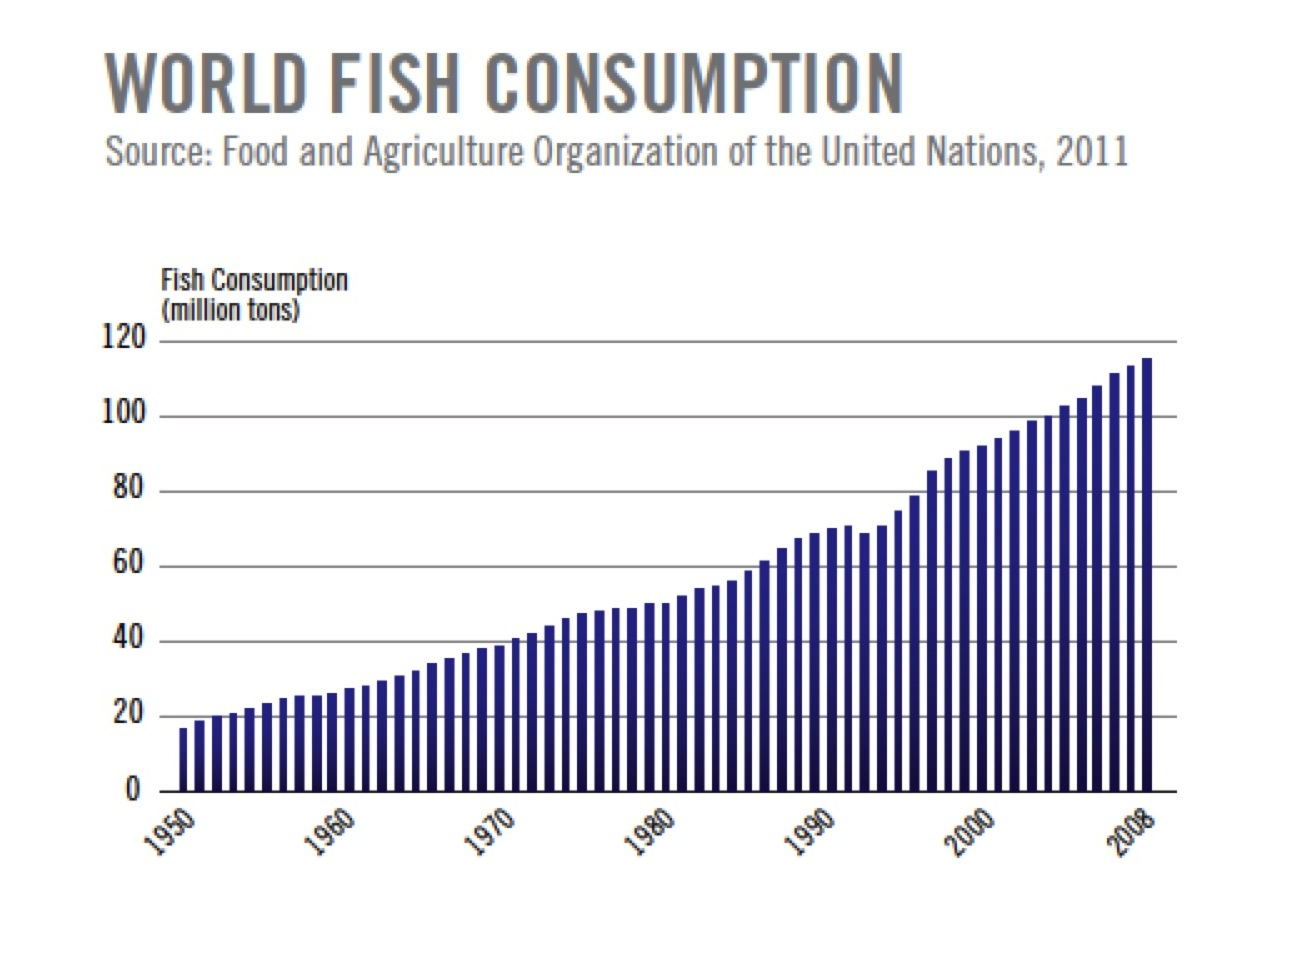 WORLD FISH CONSUMPTION
Source: Food and Agriculture Organization of the United Nations, 2011
Fish Consumption
(million tons)
120
100
80
60
40
20
0
1950 1960 1970 1980 1990 2000 2008